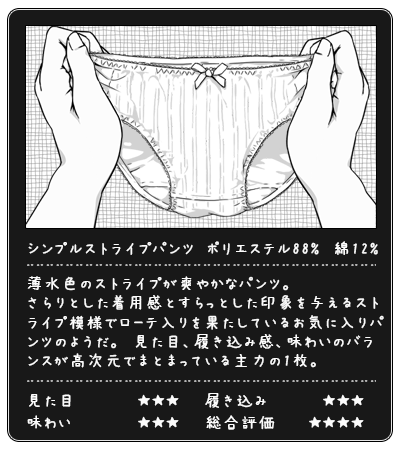 シンプルストライプパンツ ポリエステル88% 綿12%
薄水色のストライプが爽やかなパンツ。
さらりとした着用感とすらっとした印象を与えるスト
ライプ模様でローテ入りを果たしているお気に入りパ
ンツのようだ。 見た目、履き込み感、味わいのバラ
ンスが高次元でまとまっている主力の1枚。
見た目 ★★★ 履き込み ★★★
味わい ★★★ 総合評価 ★★★★